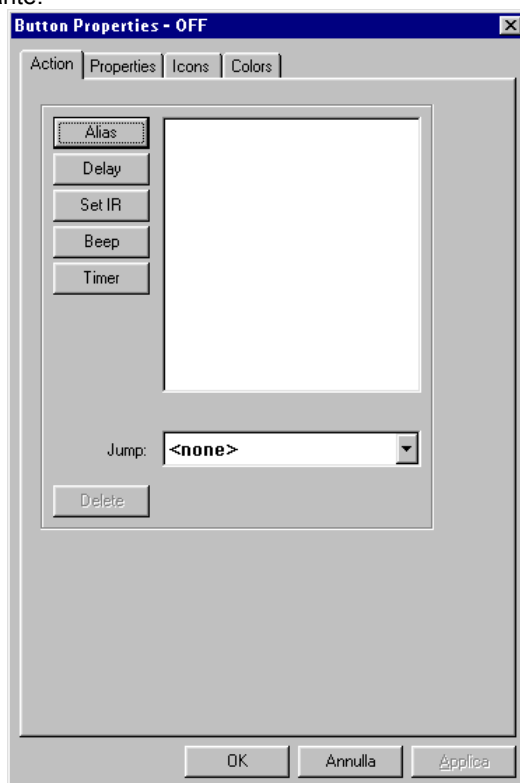 Button Properties - OFF
Action Properties Icons Colors
Alias
Delay
Set IR
Beep
Timer
Jump: <none>
Delete
OK Annulla Applica